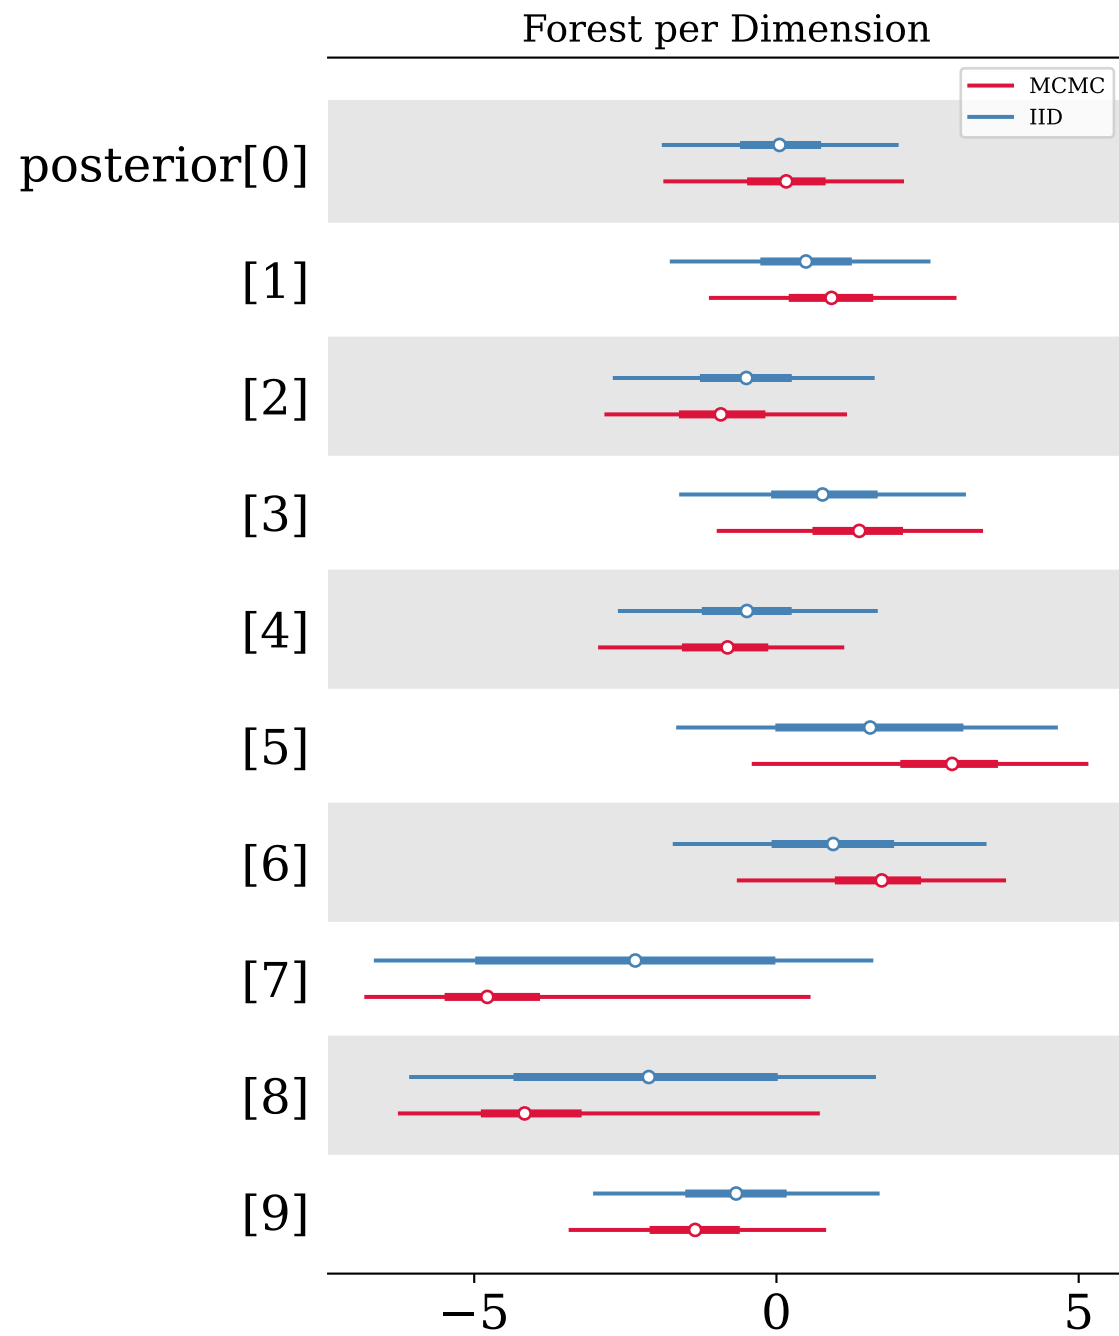 Forest per Dimension
MCMC
IID
posterior[0]
[1]
[2]
[3]
[4]
[5]
[6]
[7]
[8]
[9]
−5 0 5